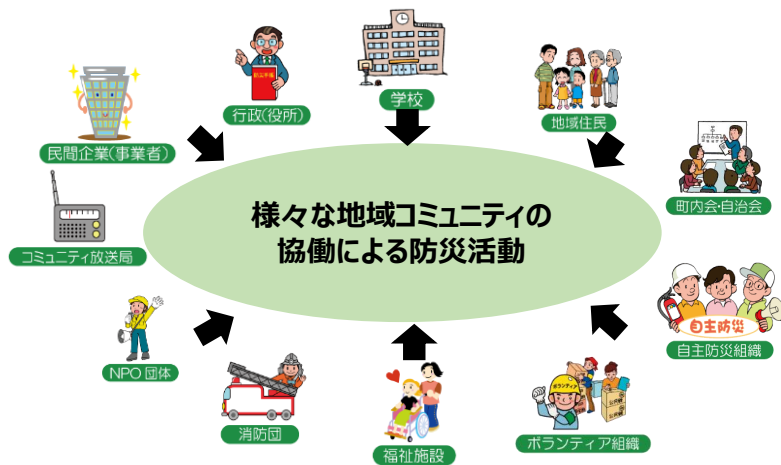 行政(役所)
学校
地域住民
民間企業(事業者)
町内会・自治会
様々な地域コミュニティの
協働による防災活動
コミュニティ放送局
自主防災
自主防災組織
NPO 団体
消防団
福祉施設
ボランティア
ボランティア組織